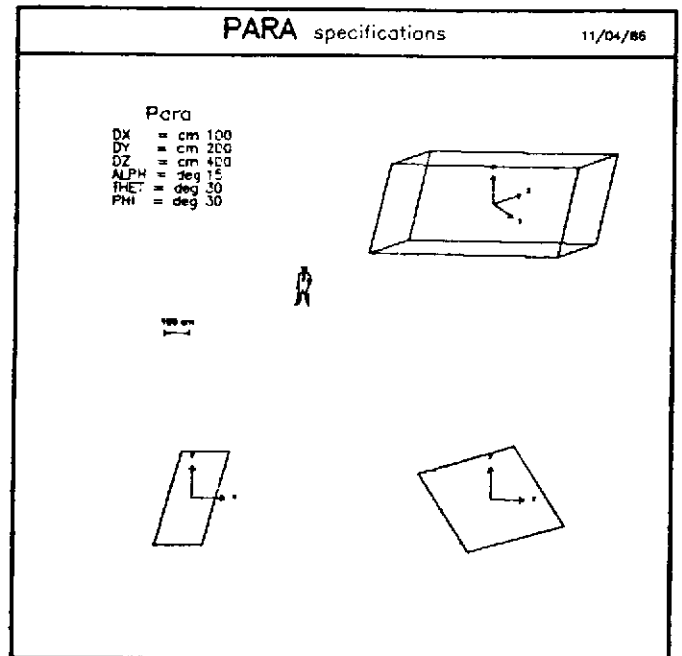 PARA specifications 11/04/86
Para
DX = cm 100
DY = cm 200
DZ = cm 400
ALPH = deg 15
THET = deg 30
PHI = deg 30
100 cm
y
x
y